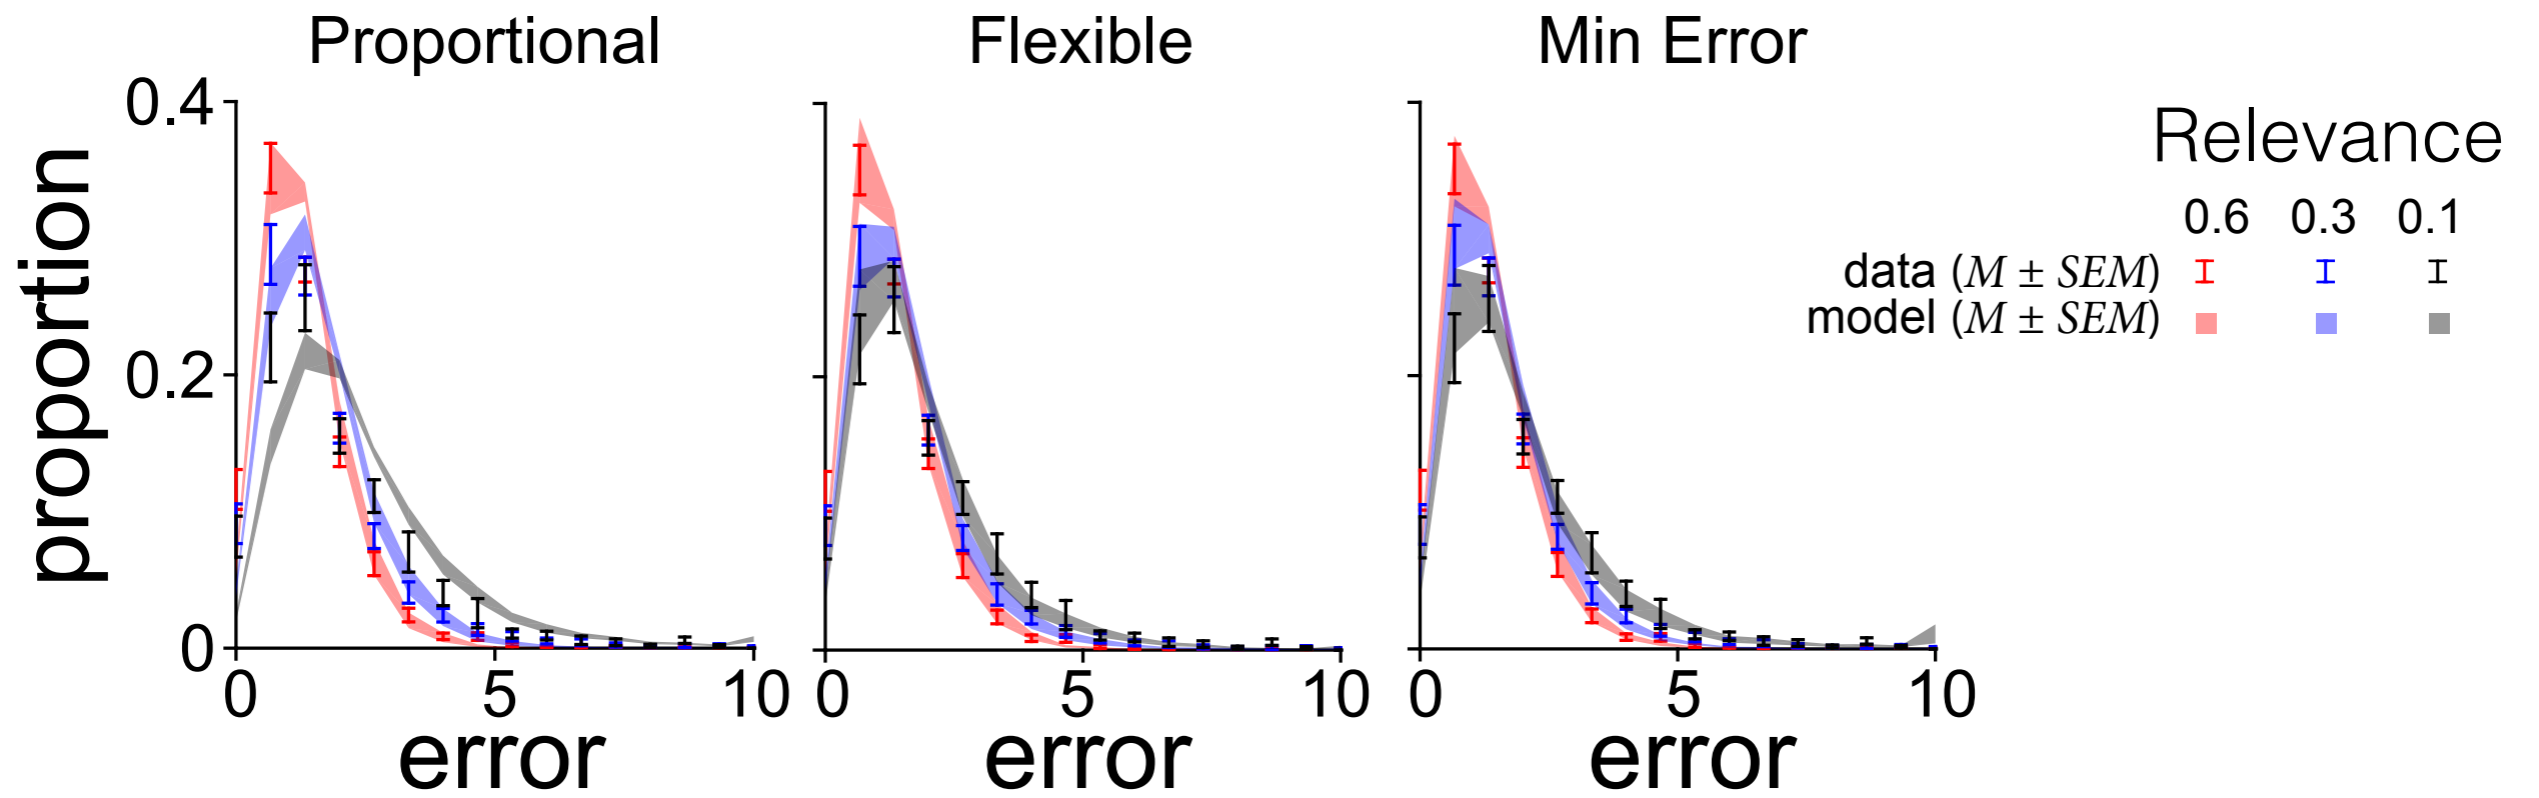 Proportional
Flexible
Min Error
proportion
0.4
0.2
0
0 5 10
0 5 10
0 5 10
error
error
error
Relevance
0.6 0.3 0.1
data (M ± SEM)
model (M ± SEM)